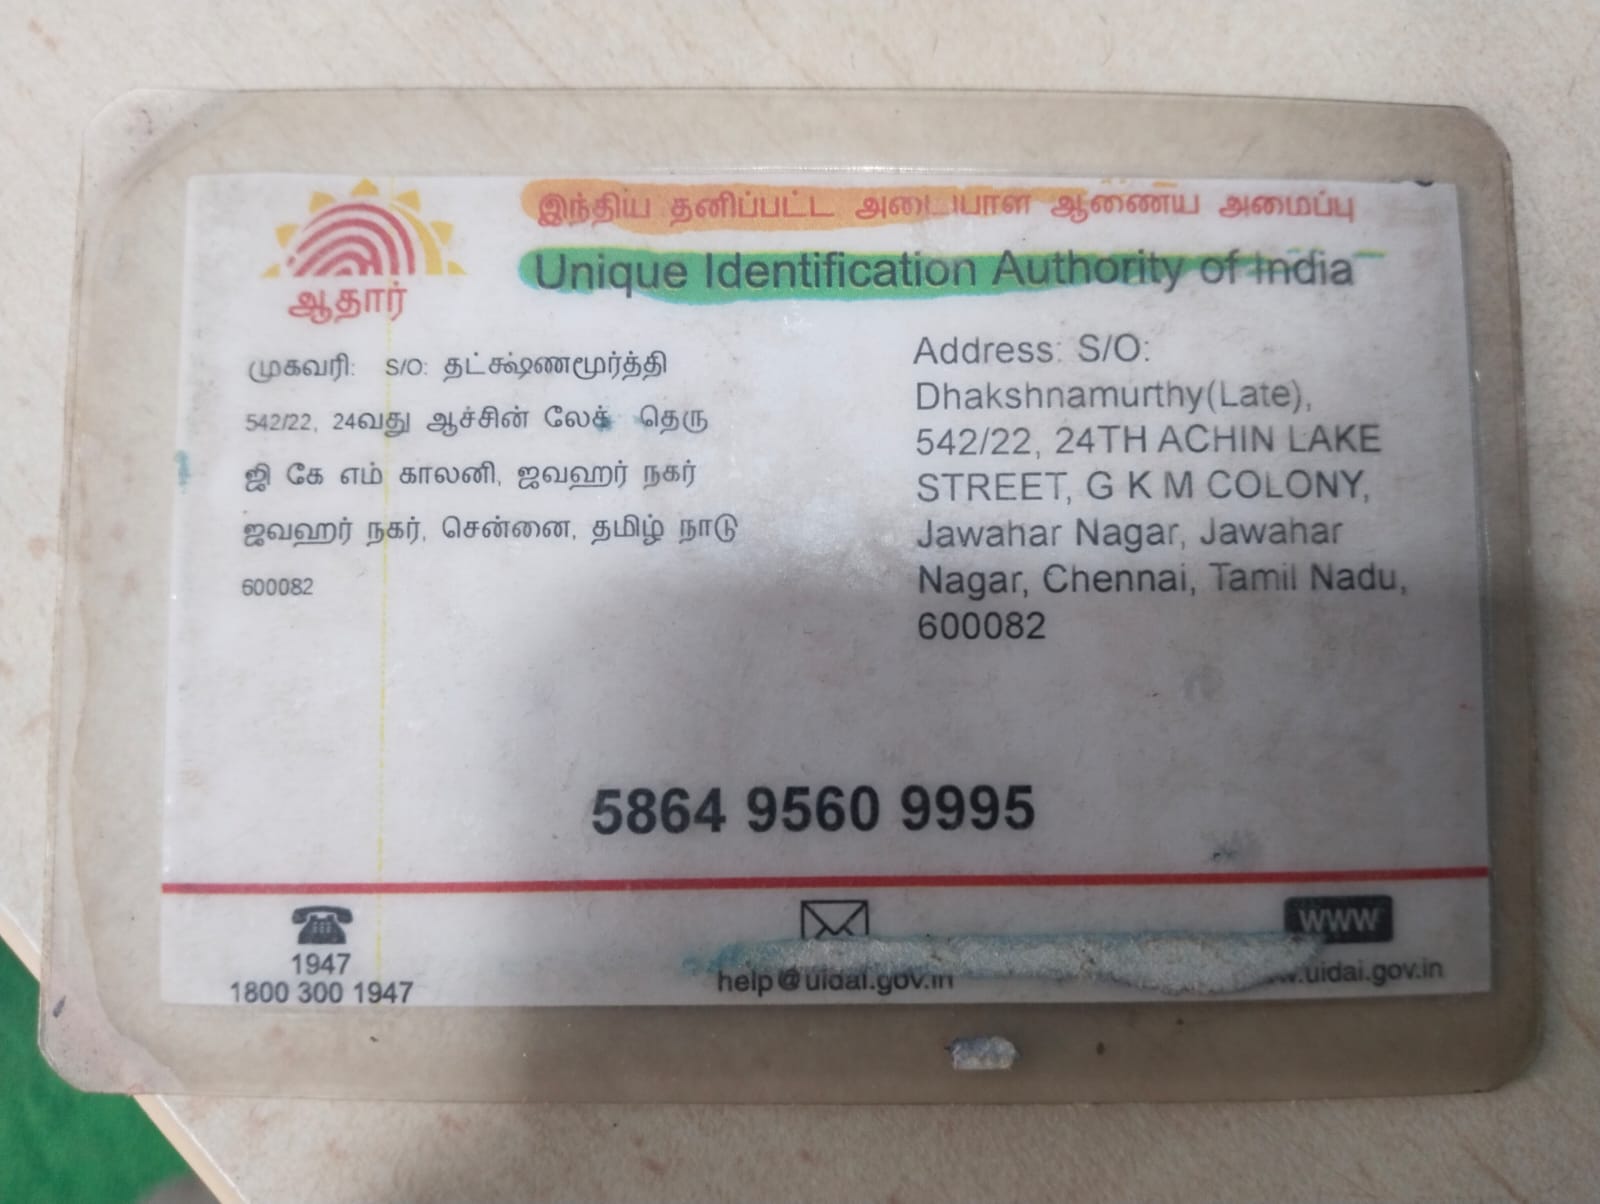 இந்திய தனிப்பட்ட அடையாள ஆணைய அமைப்பு
Unique Identification Authority of India
ஆதார்
முகவரி: S/O: தட்க்ஷ்ணமூர்த்தி
542/22, 24வது ஆச்சின் லேக் தெரு
ஜி கே எம் காலனி, ஜவஹர் நகர்
ஜவஹர் நகர், சென்னை, தமிழ் நாடு
600082
Address: S/O:
Dhakshnamurthy(Late),
542/22, 24TH ACHIN LAKE
STREET, G K M COLONY,
Jawahar Nagar, Jawahar
Nagar, Chennai, Tamil Nadu,
600082
5864 9560 9995
1947
1800 300 1947
help@uidai.gov.in
WWW
.uidai.gov.in